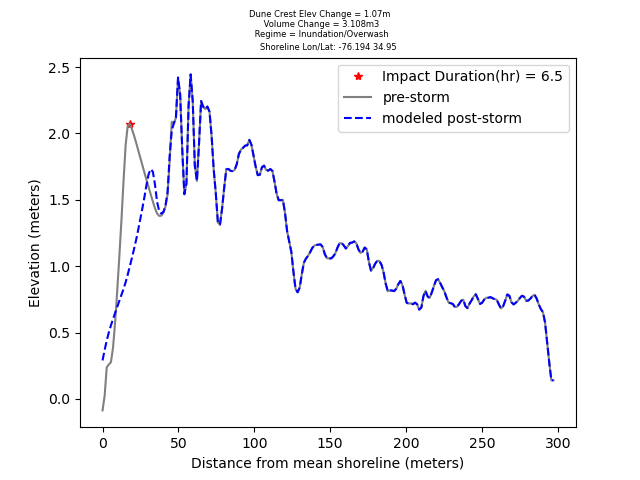 Dune Crest Elev Change = 1.07m
Volume Change = 3.108m3
Regime = Inundation/Overwash
Shoreline Lon/Lat: -76.194 34.95
Impact Duration(hr) = 6.5
pre-storm
modeled post-storm
Elevation (meters)
2.5
2.0
1.5
1.0
0.5
0.0
0 50 100 150 200 250 300
Distance from mean shoreline (meters)